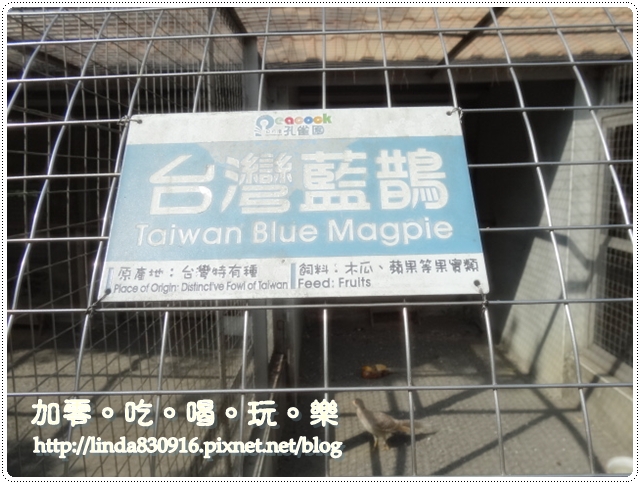 Peacock
孔雀園
台灣藍鵲
Taiwan Blue Magpie
原產地：台灣特有種
Place of Origin: Distinctive Fowl of Taiwan
飼料：木瓜、蘋果等果實類
Feed: Fruits
加零。吃。喝。玩。樂
http://linda830916.pixnet.net/blog